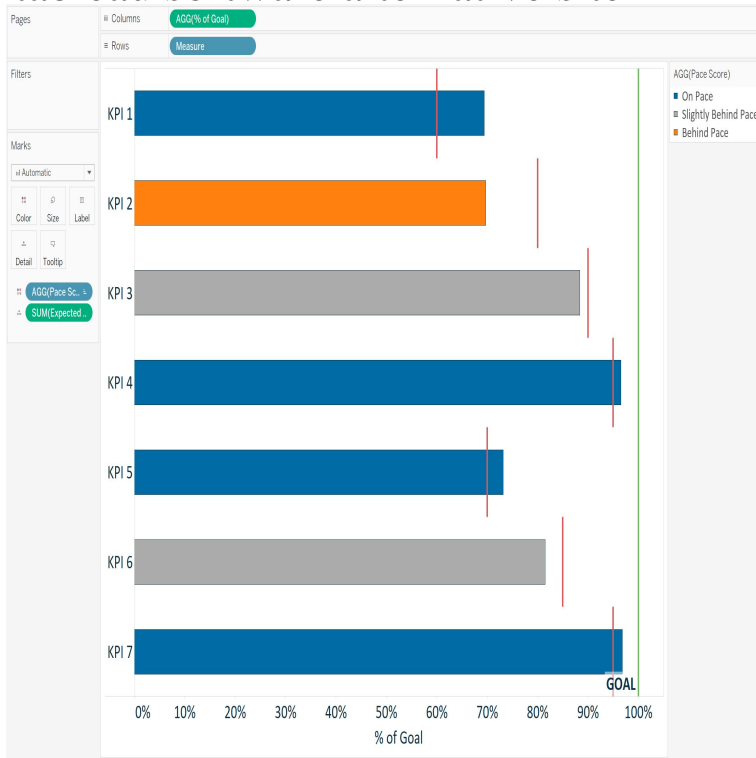 Pages
Columns AGG(% of Goal)
Rows Measure
Filters
Marks
Automatic
Color Size Label
Detail Tooltip
AGG(Pace Sc..
SUM(Expected ..
KPI 1
KPI 2
KPI 3
KPI 4
KPI 5
KPI 6
KPI 7
GOAL
0% 10% 20% 30% 40% 50% 60% 70% 80% 90% 100%
% of Goal
AGG(Pace Score)
On Pace
Slightly Behind Pace
Behind Pace